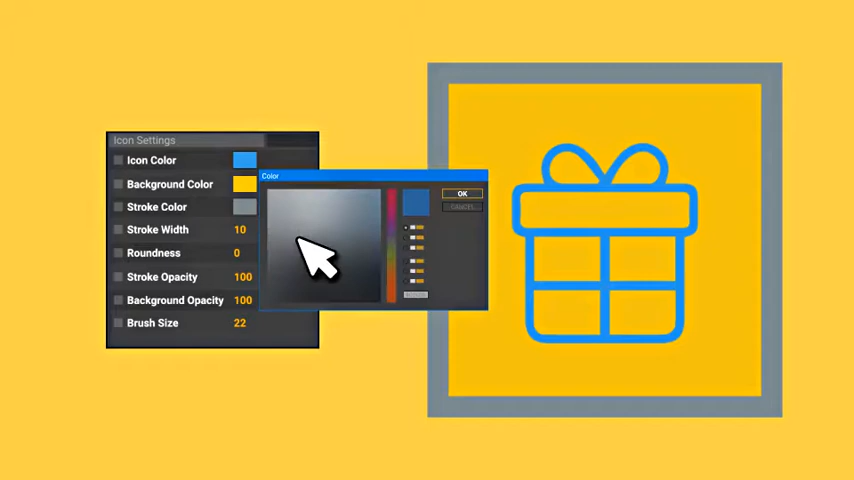 Icon Settings
Icon Color
Background Color
Stroke Color
Stroke Width 10
Roundness 0
Stroke Opacity 100
Background Opacity 100
Brush Size 22
Color
OK
CANCEL